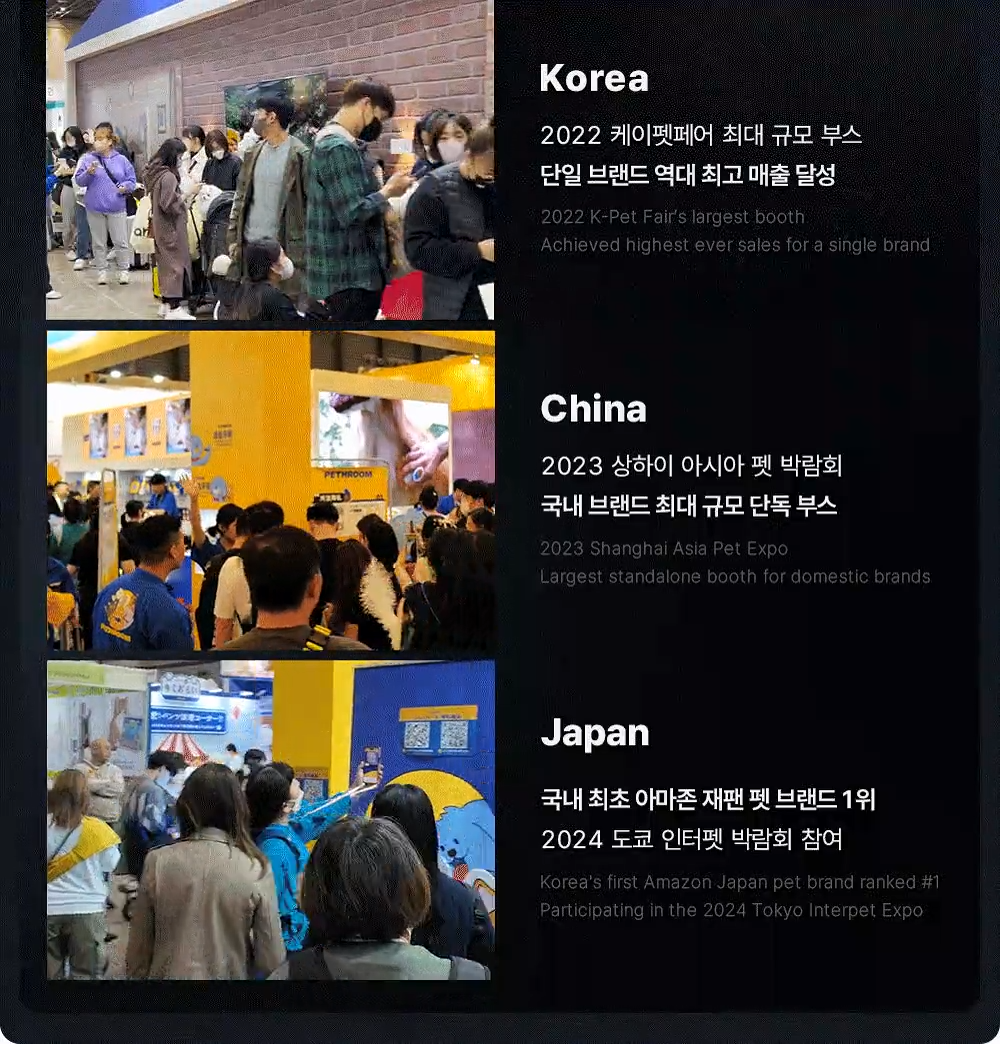 Korea
2022 케이펫페어 최대 규모 부스
단일 브랜드 역대 최고 매출 달성
2022 K-Pet Fair's largest booth
Achieved highest ever sales for a single brand
PETHROOM
China
2023 상하이 아시아 펫 박람회
국내 브랜드 최대 규모 단독 부스
2023 Shanghai Asia Pet Expo
Largest standalone booth for domestic brands
PETHROOM
Japan
국내 최초 아마존 재팬 펫 브랜드 1위
2024 도쿄 인터펫 박람회 참여
Korea's first Amazon Japan pet brand ranked #1
Participating in the 2024 Tokyo Interpet Expo